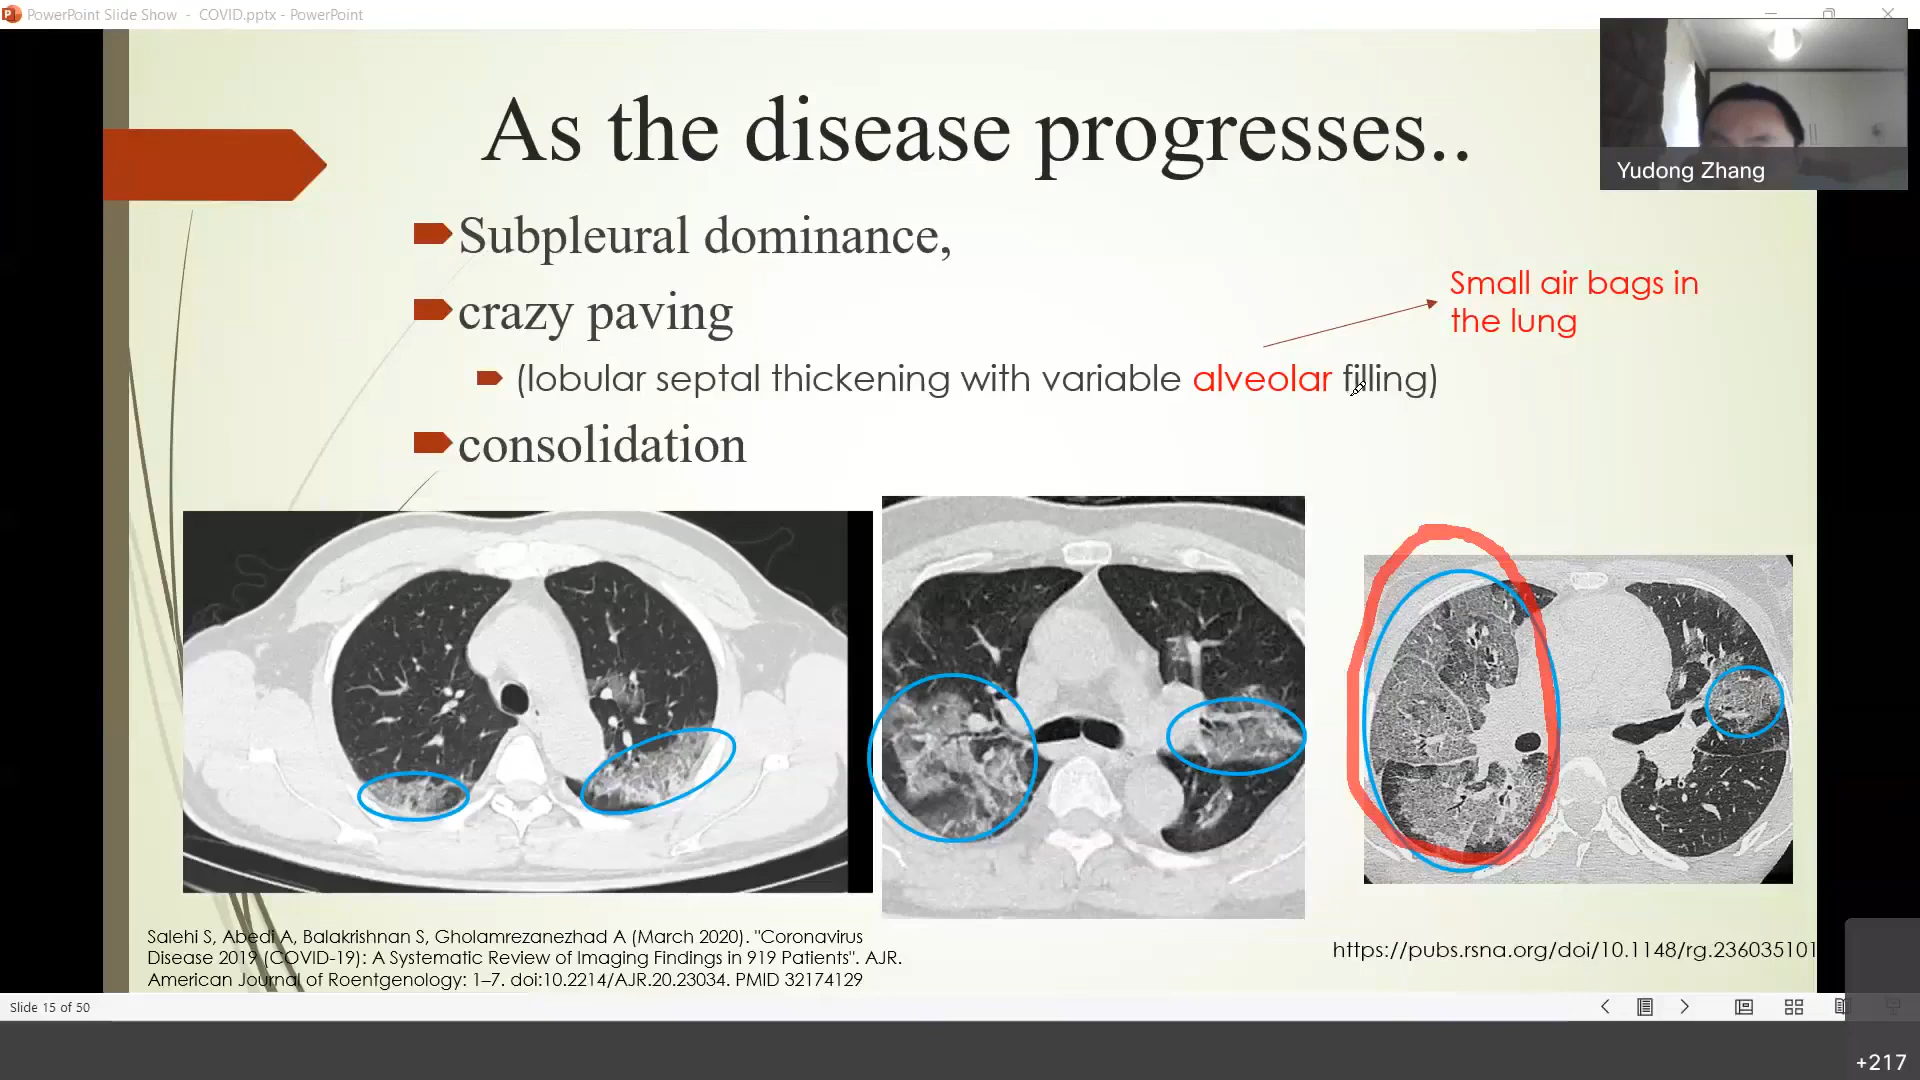 PowerPoint Slide Show - COVID.pptx - PowerPoint
As the disease progresses..
Yudong Zhang
Subpleural dominance,
Small air bags in
the lung
crazy paving
(lobular septal thickening with variable alveolar filling)
consolidation
Salehi S, Abedi A, Balakrishnan S, Gholamrezanezhad A (March 2020). "Coronavirus
Disease 2019 (COVID-19): A Systematic Review of Imaging Findings in 919 Patients". AJR.
American Journal of Roentgenology: 1–7. doi:10.2214/AJR.20.23034. PMID 32174129
https://pubs.rsna.org/doi/10.1148/rg.236035101
Slide 15 of 50
+217